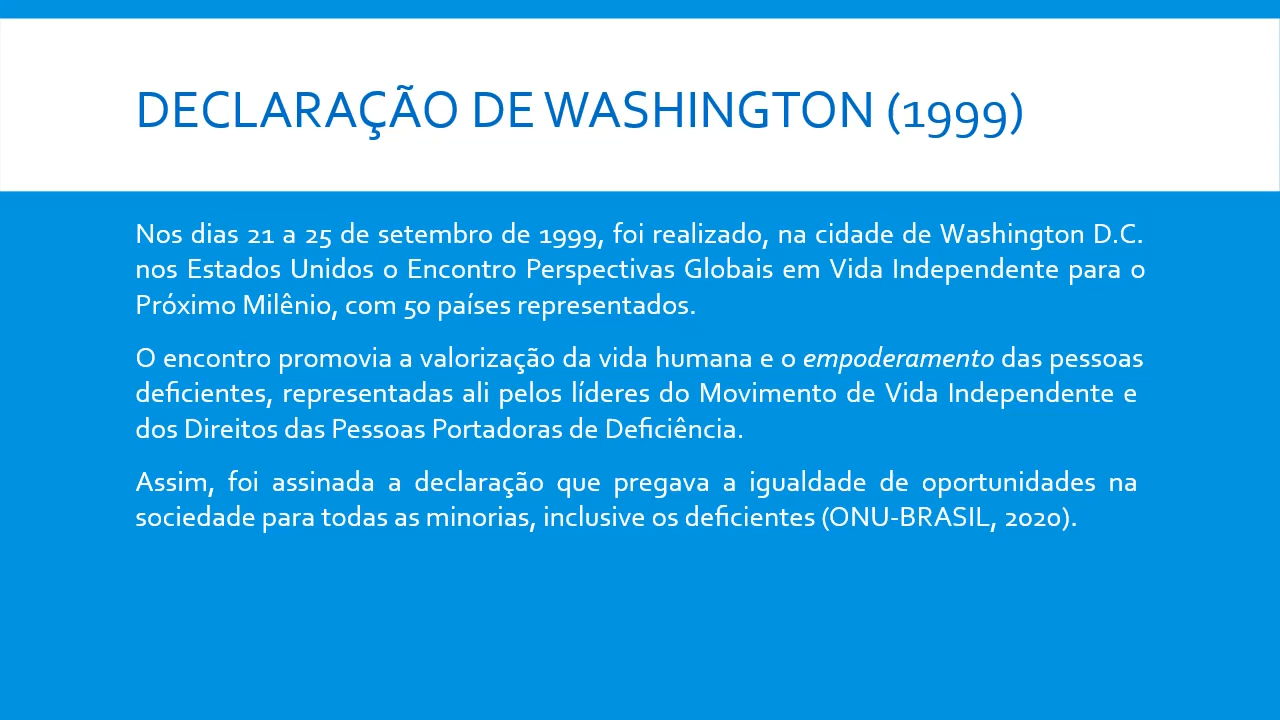 DECLARAÇÃO DE WASHINGTON (1999)
Nos dias 21 a 25 de setembro de 1999, foi realizado, na cidade de Washington D.C.
nos Estados Unidos o Encontro Perspectivas Globais em Vida Independente para o
Próximo Milênio, com 50 países representados.
O encontro promovia a valorização da vida humana e o empoderamento das pessoas
deficientes, representadas ali pelos líderes do Movimento de Vida Independente e
dos Direitos das Pessoas Portadoras de Deficiência.
Assim, foi assinada a declaração que pregava a igualdade de oportunidades na
sociedade para todas as minorias, inclusive os deficientes (ONU-BRASIL, 2020).